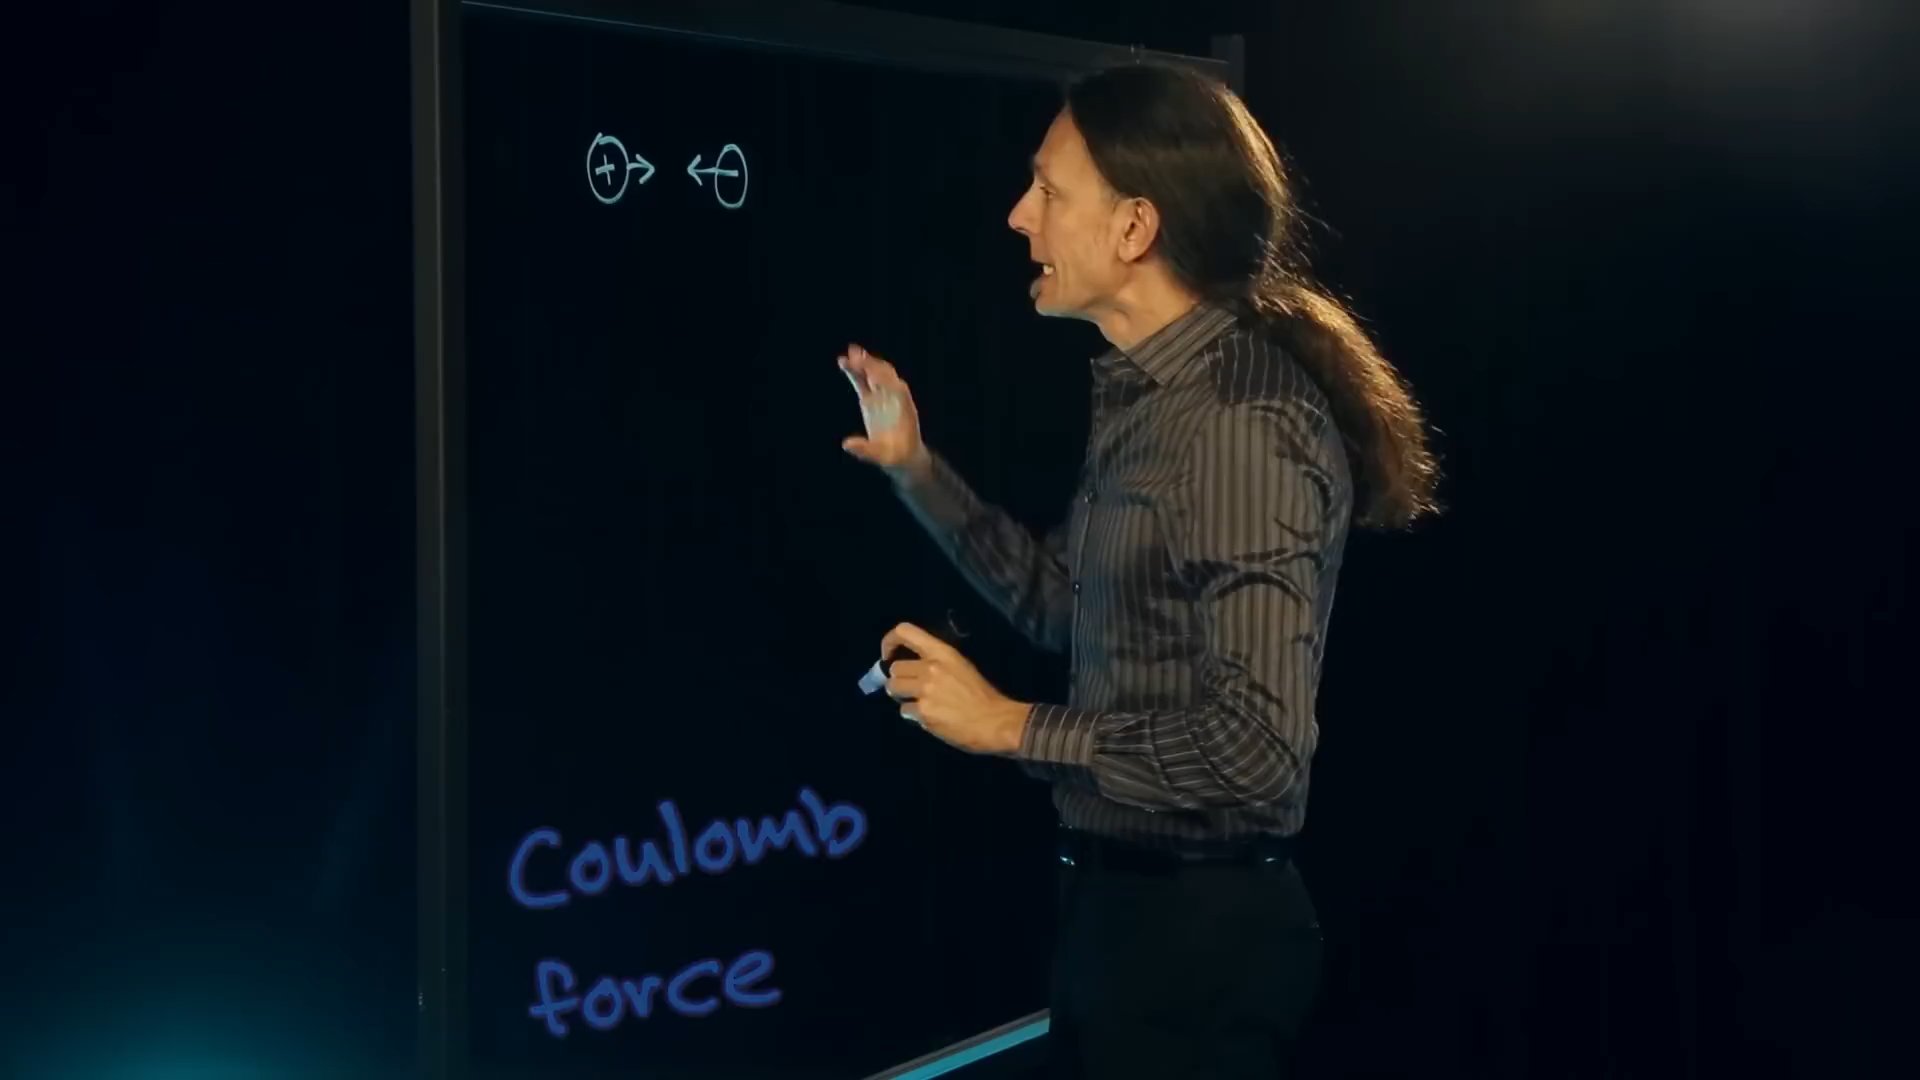 + → ← −
Coulomb
force